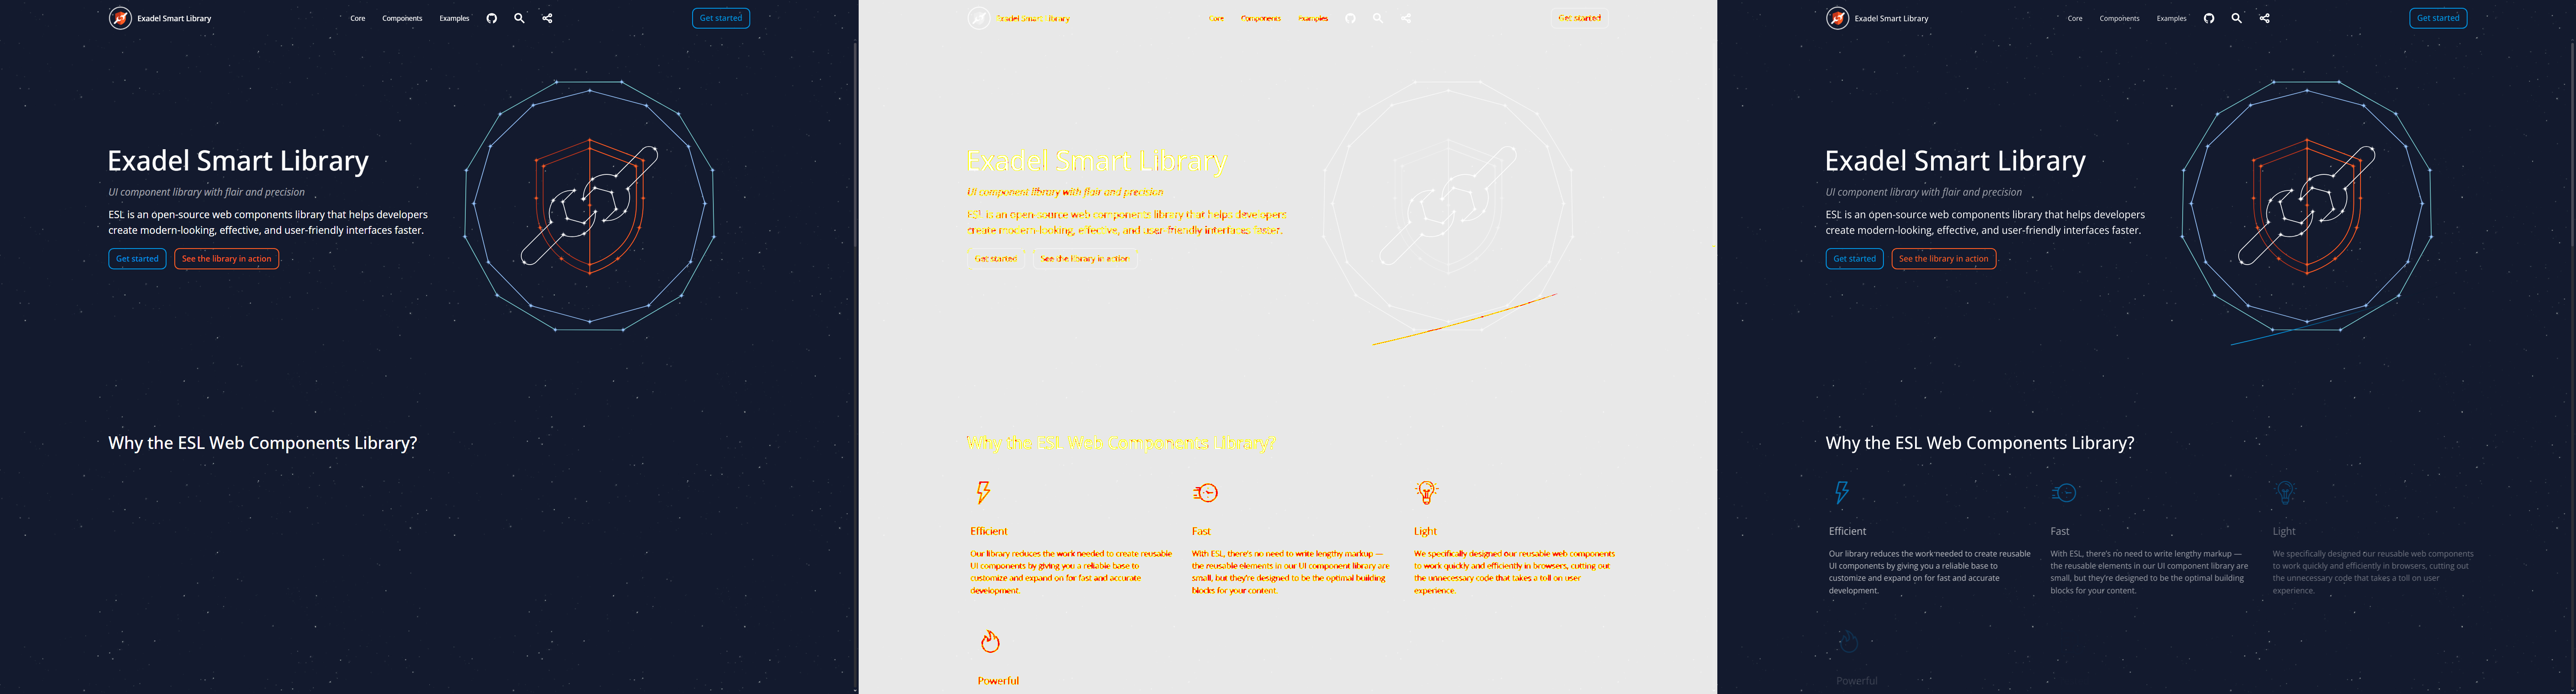 Exadel Smart Library
Core Components Examples
Get started
Exadel Smart Library
UI component library with flair and precision
ESL is an open-source web components library that helps developers
create modern-looking, effective, and user-friendly interfaces faster.
Get started See the library in action
Why the ESL Web Components Library?
Exadel Smart Library
Core Components Examples
Get started
Exadel Smart Library
UI component library with flair and precision
ESL is an open-source web components library that helps developers
create modern-looking, effective, and user-friendly interfaces faster.
Get started See the library in action
Why the ESL Web Components Library?
Efficient
Our library reduces the work needed to create reusable
UI components by giving you a reliable base to
customize and expand on for fast and accurate
development.
Fast
With ESL, there's no need to write lengthy markup —
the reusable elements in our UI component library are
small, but they're designed to be the optimal building
blocks for your content.
Light
We specifically designed our reusable web components
to work quickly and efficiently in browsers, cutting out
the unnecessary code that takes a toll on user
experience.
Powerful
Exadel Smart Library
Core Components Examples
Get started
Exadel Smart Library
UI component library with flair and precision
ESL is an open-source web components library that helps developers
create modern-looking, effective, and user-friendly interfaces faster.
Get started See the library in action
Why the ESL Web Components Library?
Efficient
Our library reduces the work needed to create reusable
UI components by giving you a reliable base to
customize and expand on for fast and accurate
development.
Fast
With ESL, there's no need to write lengthy markup —
the reusable elements in our UI component library are
small, but they're designed to be the optimal building
blocks for your content.
Light
We specifically designed our reusable web components
to work quickly and efficiently in browsers, cutting out
the unnecessary code that takes a toll on user
experience.
Powerful